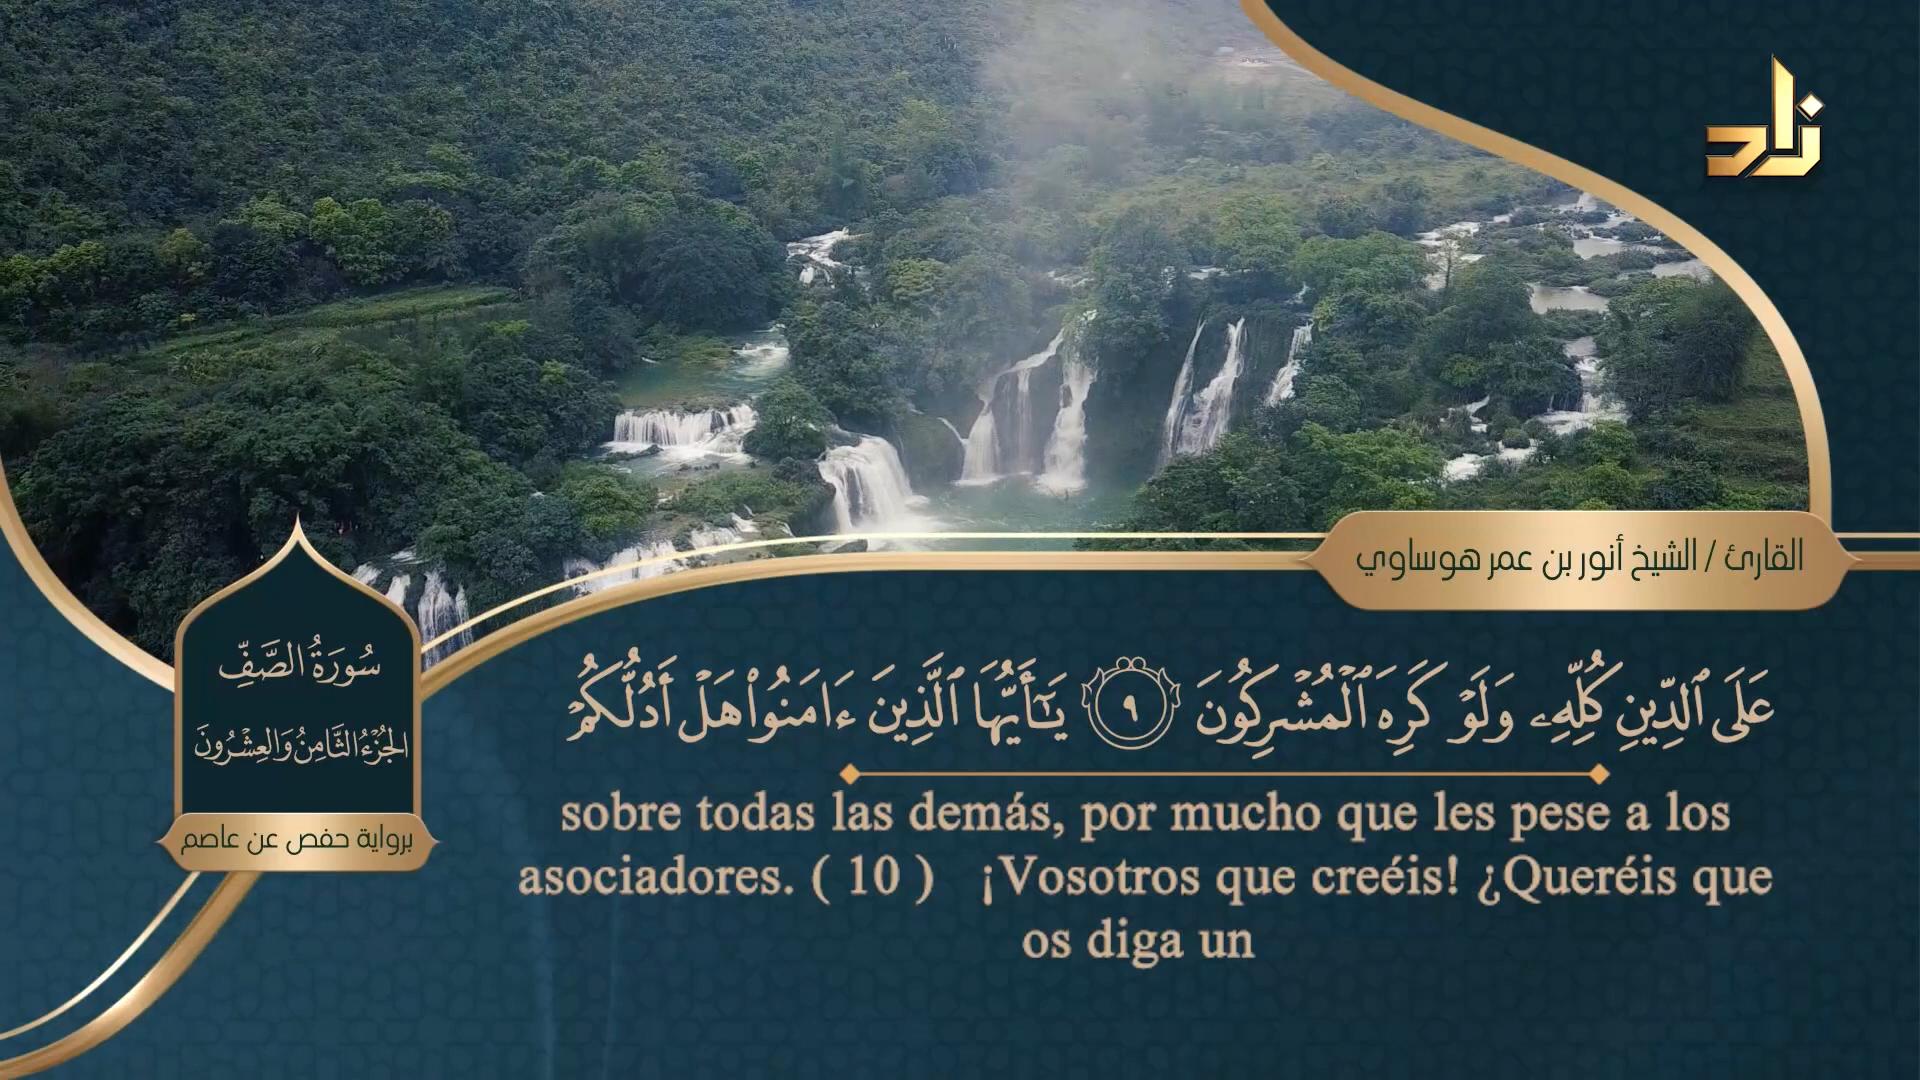 زاد
القارئ / الشيخ أنور بن عمر هوساوي
سُورَةُ الصَّفِّ
الجُزْءُ الثَّامِنُ وَالعِشْرُونَ
برواية حفص عن عاصم
عَلَى ٱلدِّينِ كُلِّهِۦ وَلَوۡ كَرِهَ ٱلۡمُشۡرِكُونَ ٩ يَٰٓأَيُّهَا ٱلَّذِينَ ءَامَنُواْ هَلۡ أَدُلُّكُمۡ
sobre todas las demás, por mucho que les pese a los
asociadores. ( 10 ) ¡Vosotros que creéis! ¿Queréis que
os diga un